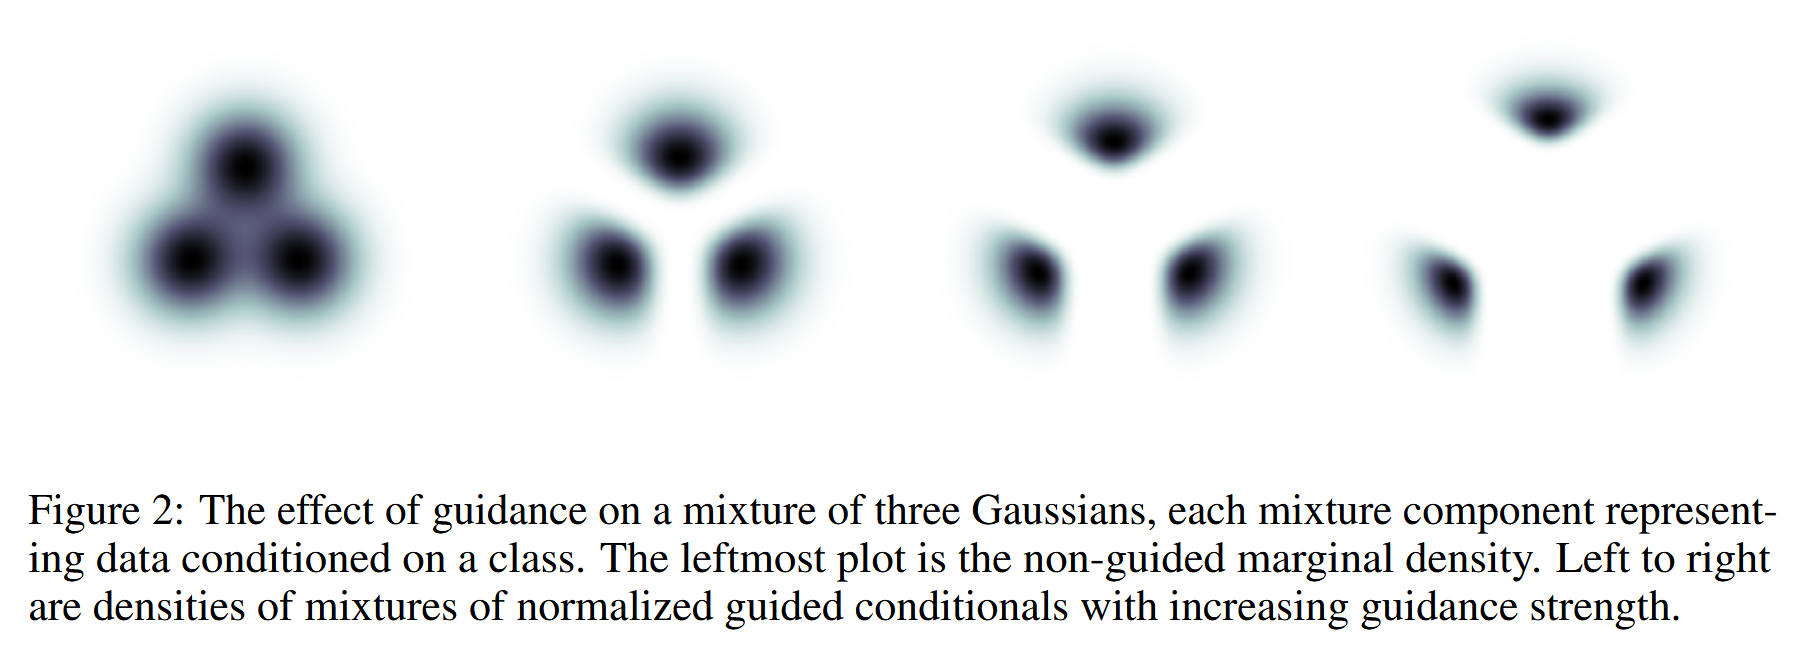 Figure 2: The effect of guidance on a mixture of three Gaussians, each mixture component represent-
ing data conditioned on a class. The leftmost plot is the non-guided marginal density. Left to right
are densities of mixtures of normalized guided conditionals with increasing guidance strength.